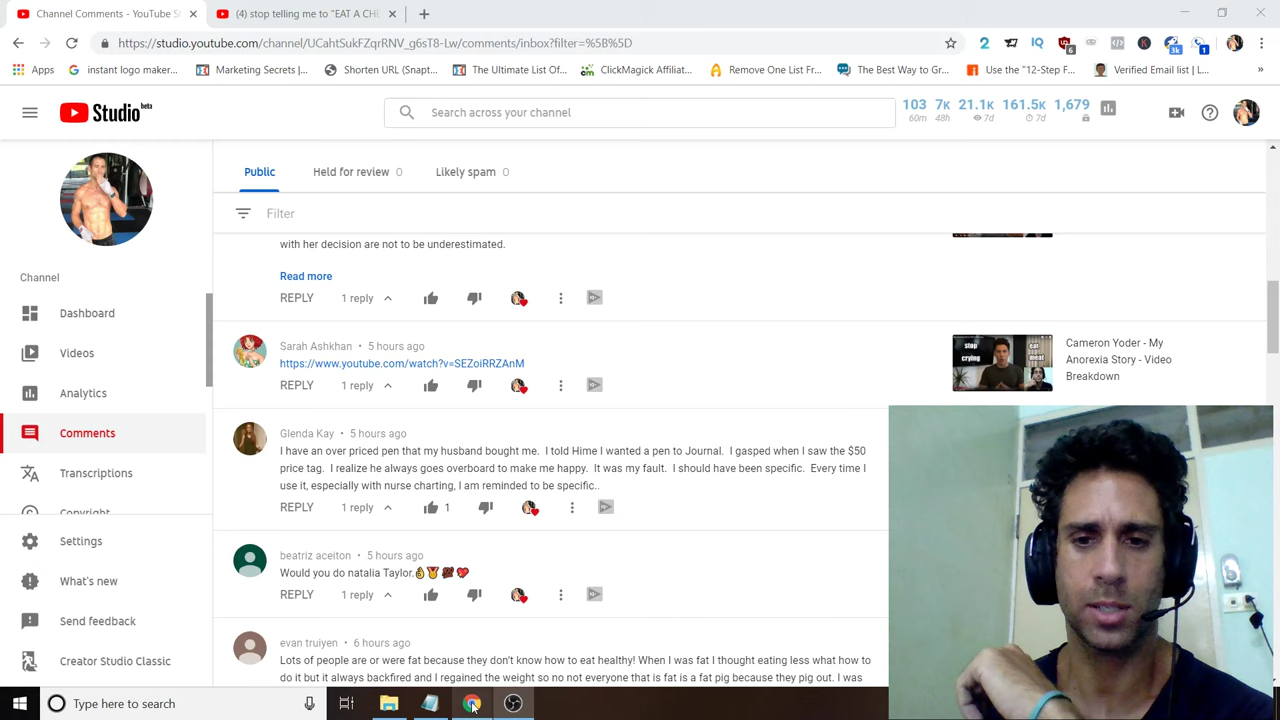 Channel Comments - YouTube S
(4) stop telling me to "EAT A CHE
https://studio.youtube.com/channel/UCahtSukTZqrRNV_g6sT8-Lw/comments/inbox?filter=%5B%5D
Apps
instant logo maker...
Marketing Secrets |...
Shorten URL (Snapt...
The Ultimate List Of...
ClickMagick Affiliat...
Remove One List Fr...
The Best Way to Gr...
Use the "12-Step F...
Verified Email list | L...
Studio beta
Search across your channel
103 7K 21.1K 161.5K 1,679
60m 48h 7d 7d
Public
Held for review 0
Likely spam 0
Filter
with her decision are not to be underestimated.
Read more
REPLY 1 reply
Channel
Dashboard
Videos
Analytics
Comments
Transcriptions
Copyright
Settings
What's new
Send feedback
Creator Studio Classic
Sarah Ashkhan • 5 hours ago
https://www.youtube.com/watch?v=SEZoiRRZAnM
REPLY 1 reply
stop
crying
eat
meat
Cameron Yoder - My
Anorexia Story - Video
Breakdown
Glenda Kay • 5 hours ago
I have an over priced pen that my husband bought me. I told Hime I wanted a pen to Journal. I gasped when I saw the $50
price tag. I realize he always goes overboard to make me happy. It was my fault. I should have been specific. Every time I
use it, especially with nurse charting, I am reminded to be specific..
REPLY 1 reply 1
beatriz aceiton • 5 hours ago
Would you do natalia Taylor.
REPLY 1 reply
evan truiyen • 6 hours ago
Lots of people are or were fat because they don't know how to eat healthy! When I was fat I thought eating less what how to
do it but it always backfired and I regained the weight so no not everyone that is fat is a fat pig because they pig out. I was
Type here to search